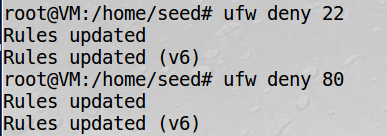 root@VM:/home/seed# ufw deny 22
Rules updated
Rules updated (v6)
root@VM:/home/seed# ufw deny 80
Rules updated
Rules updated (v6)